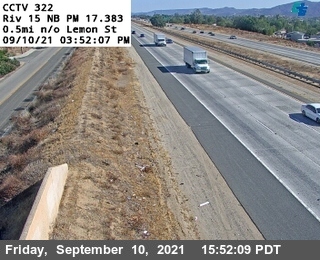 CCTV 322
Riv 15 NB PM 17.383
0.5mi n/o Lemon St
09/10/21 03:52:07 PM
Friday, September 10, 2021 15:52:09 PDT